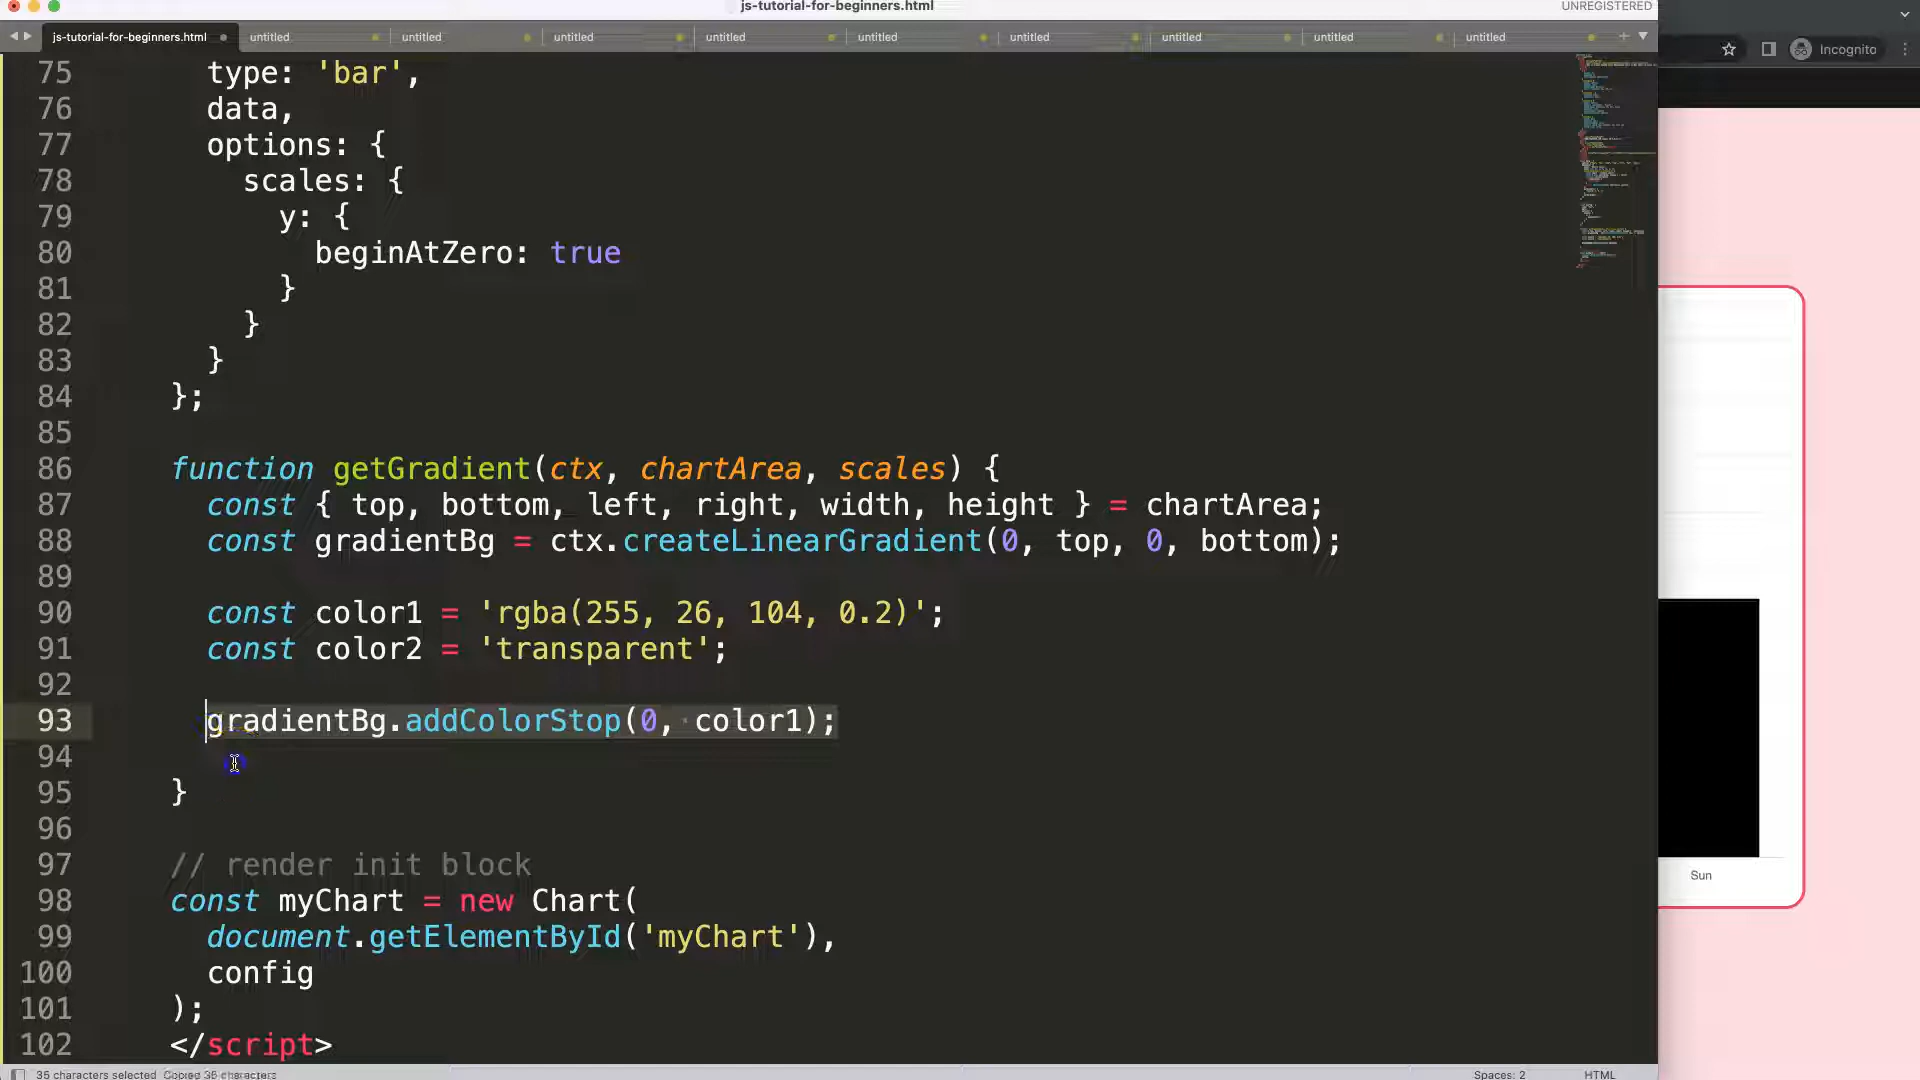 js-tutorial-for-beginners.html
UNREGISTERED
js-tutorial-for-beginners.html untitled untitled untitled untitled untitled untitled untitled untitled untitled
Incognito
75 type: 'bar',
76 data,
77 options: {
78 scales: {
79 y: {
80 beginAtZero: true
81 }
82 }
83 }
84 };
85
86 function getGradient(ctx, chartArea, scales) {
87 const { top, bottom, left, right, width, height } = chartArea;
88 const gradientBg = ctx.createLinearGradient(0, top, 0, bottom);
89
90 const color1 = 'rgba(255, 26, 104, 0.2)';
91 const color2 = 'transparent';
92
93 gradientBg.addColorStop(0, color1);
94
95 }
96
97 // render init block
98 const myChart = new Chart(
99 document.getElementById('myChart'),
100 config
101 );
102 </script>
Sun
35 characters selected
Spaces: 2
HTML